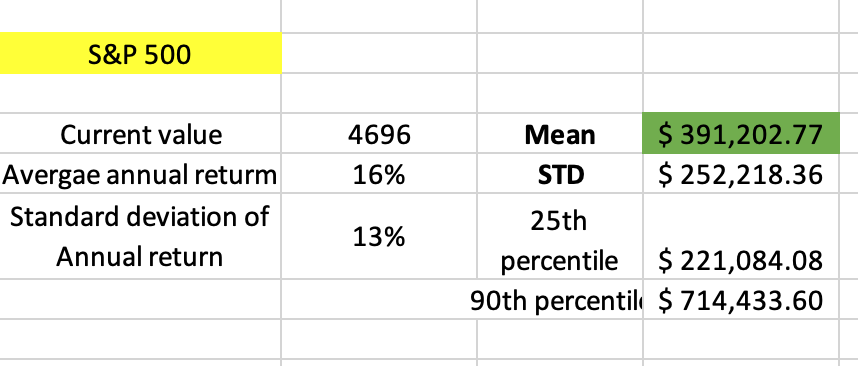 S&P 500
Current value 4696 Mean $ 391,202.77
Avergae annual returm 16% STD $ 252,218.36
Standard deviation of
Annual return 13% 25th
percentile $ 221,084.08
90th percentil $ 714,433.60